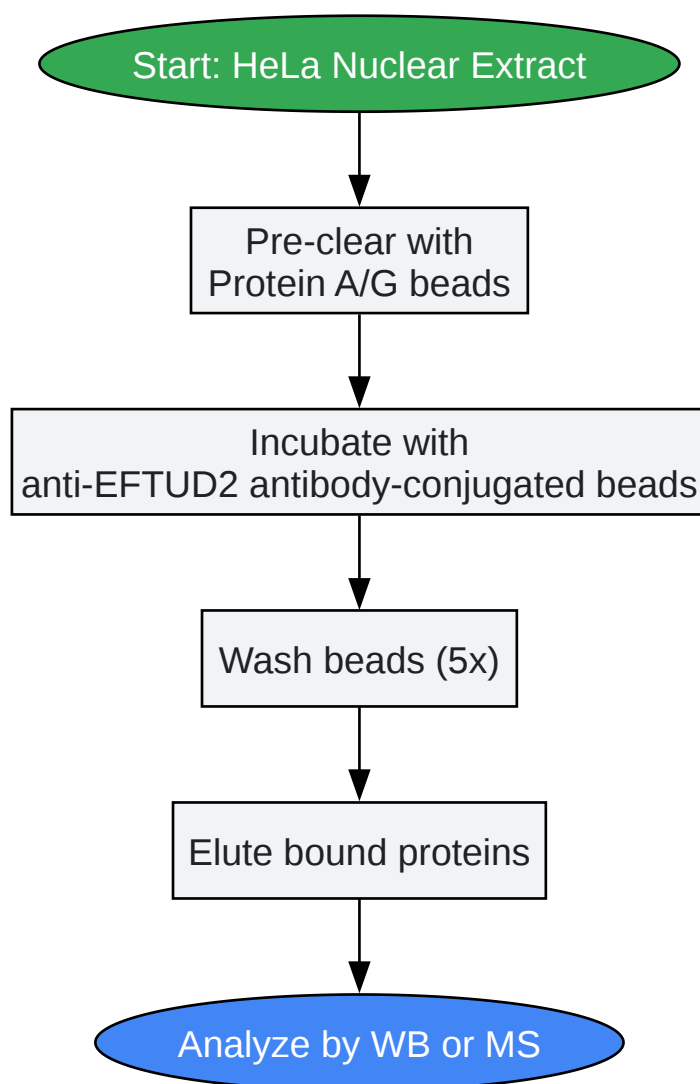 Start: HeLa Nuclear Extract
Pre-clear with
Protein A/G beads
Incubate with
anti-EFTUD2 antibody-conjugated beads
Wash beads (5x)
Elute bound proteins
Analyze by WB or MS